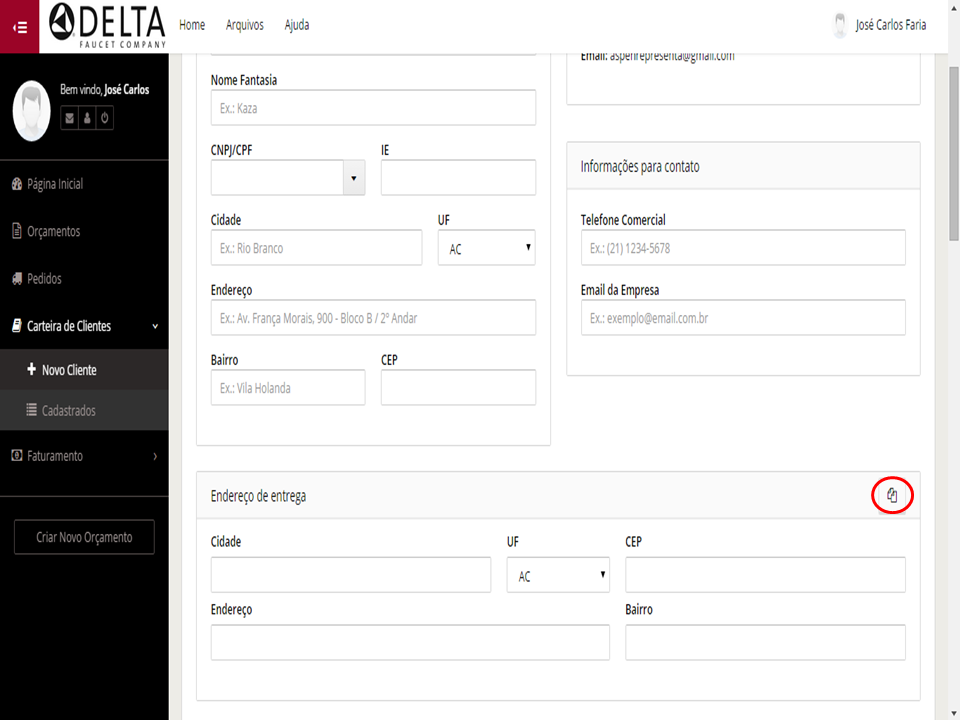 DELTA
FAUCET COMPANY
Home Arquivos Ajuda
José Carlos Faria
Bem vindo, José Carlos
Página Inicial
Orçamentos
Pedidos
Carteira de Clientes
Novo Cliente
Cadastrados
Faturamento
Criar Novo Orçamento
Nome Fantasia
Ex.: Kaza
CNPJ/CPF IE
Cidade UF
Ex.: Rio Branco AC
Endereço
Ex.: Av. França Morais, 900 - Bloco B / 2º Andar
Bairro CEP
Ex.: Vila Holanda
Email: aspenrepresenta@gmail.com
Informações para contato
Telefone Comercial
Ex.: (21) 1234-5678
Email da Empresa
Ex.: exemplo@email.com.br
Endereço de entrega
Cidade UF CEP
AC
Endereço Bairro